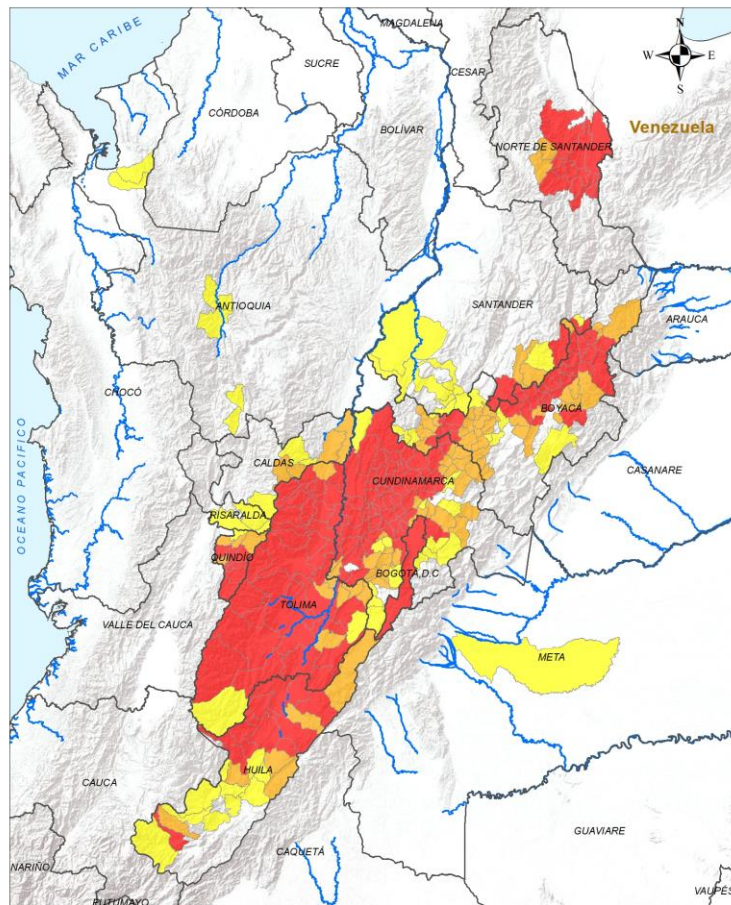 MAGDALENA
N
W E
S
MAR CARIBE
SUCRE
CESAR
CÓRDOBA
BOLÍVAR
Venezuela
NORTE DE SANTANDER
ANTIOQUIA
SANTANDER
ARAUCA
CHOCÓ
BOYACÁ
CALDAS
CASANARE
CUNDINAMARCA
OCEANO PACIFICO
RISARALDA
QUINDÍO
BOGOTÁ, D.C
TOLIMA
VALLE DEL CAUCA
META
HUILA
CAUCA
GUAVIARE
CAQUETÁ
NARIÑO
PUTUMAYO
VAUPÉS